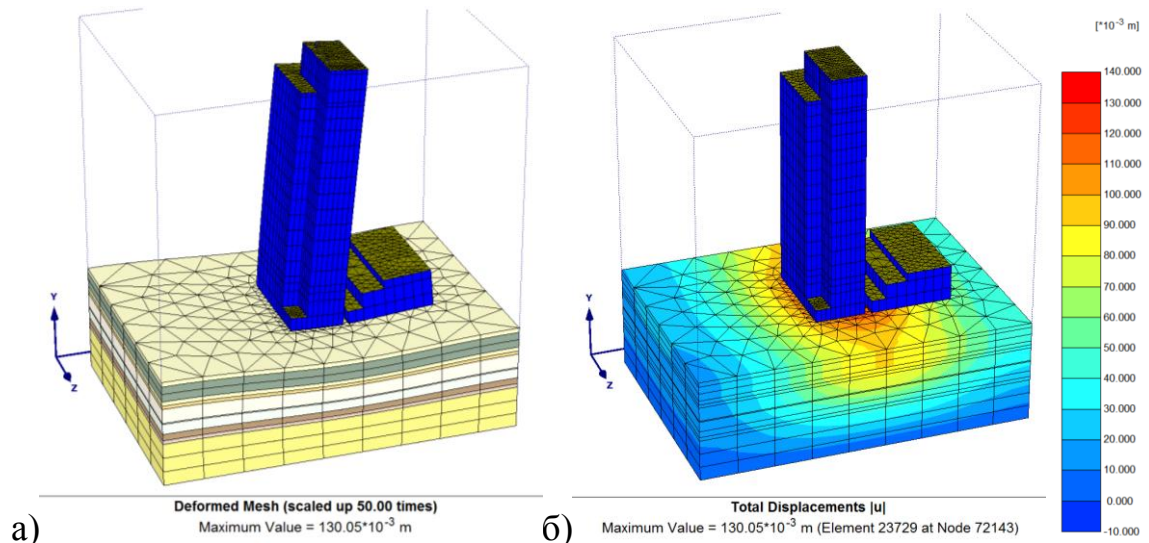 [*10⁻³ m]
140.000
130.000
120.000
110.000
100.000
90.000
80.000
70.000
60.000
50.000
40.000
30.000
20.000
10.000
0.000
-10.000
Y
Z
Y
Z
а)
Deformed Mesh (scaled up 50.00 times)
Maximum Value = 130.05*10⁻³ m
б)
Total Displacements |u|
Maximum Value = 130.05*10⁻³ m (Element 23729 at Node 72143)